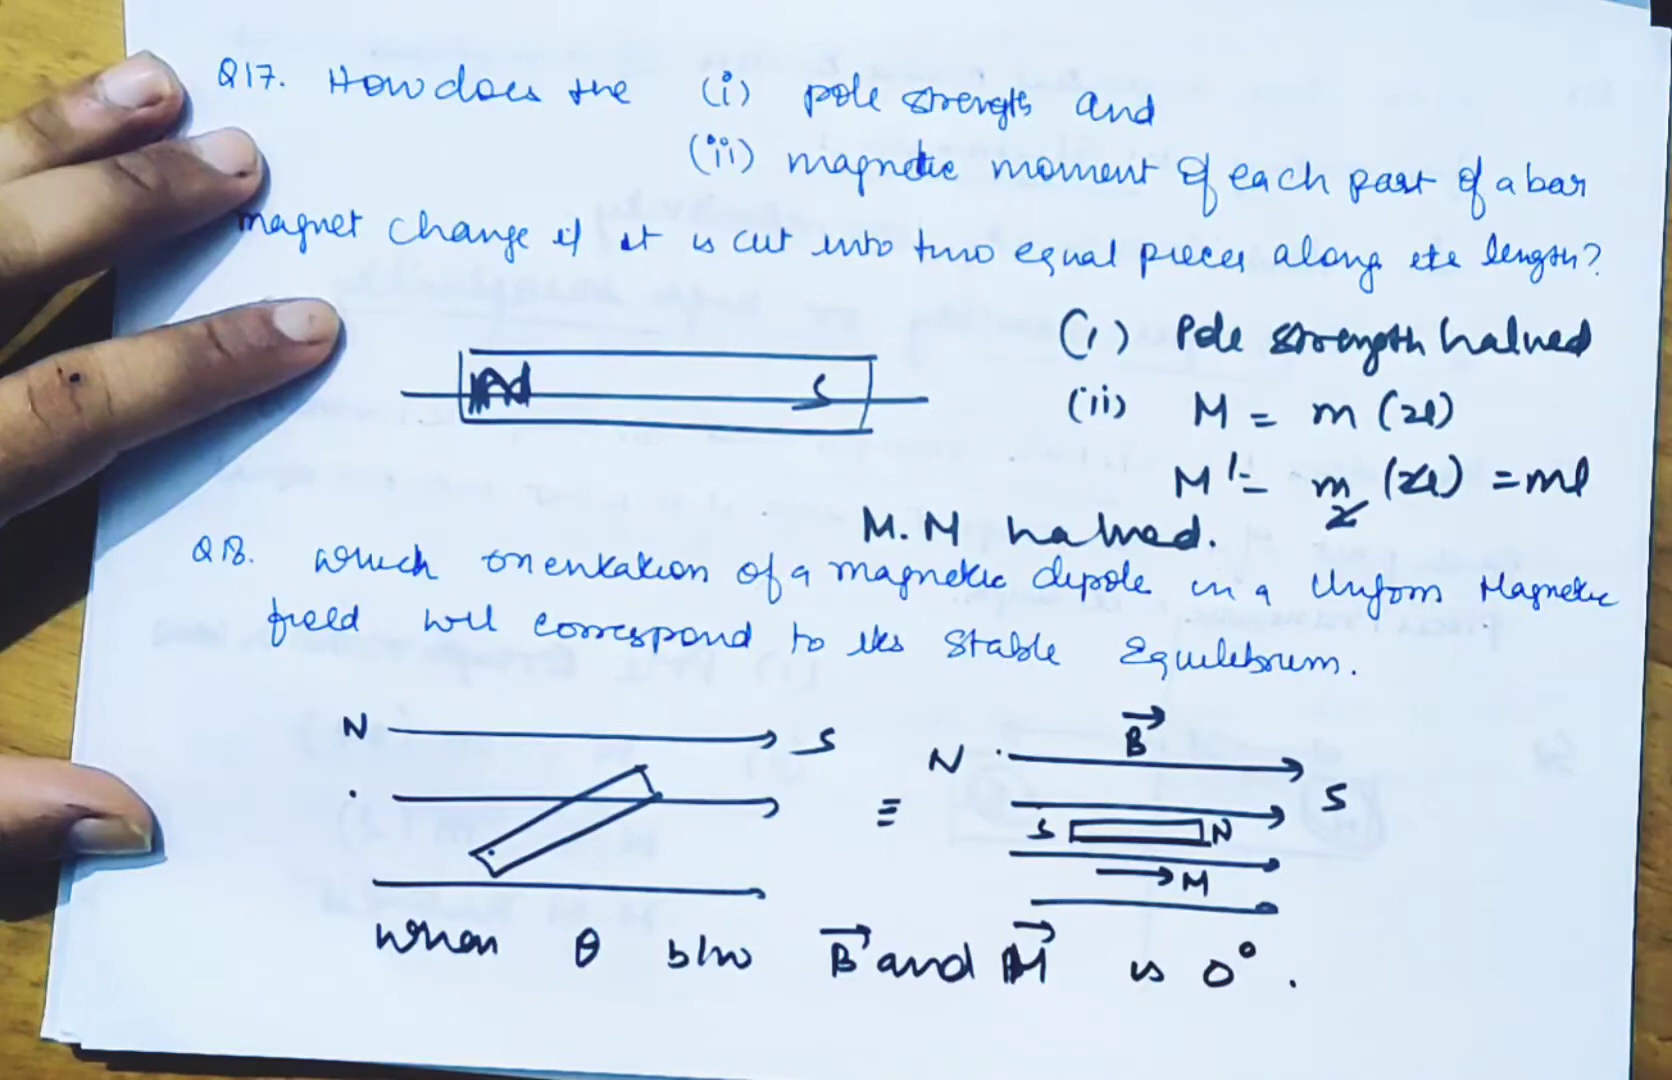 Q17. How does the (i) pole strength and
(ii) magnetic moment of each part of a bar
magnet change if it is cut into two equal pieces along its length?
(i) Pole strength halved
S
(ii) M = m (2l)
M' = m/2 (2l) = ml
M.M halved.
Q18. Which orientation of a magnetic dipole in a Uniform Magnetic
field will correspond to its stable Equilibrium.
N S ≡ N B⃗ S
S N
M
When θ b/w B⃗ and M⃗ is 0°.